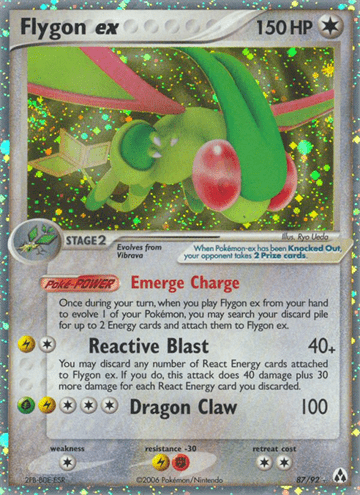 Flygon ex 150 HP
Illus. Ryo Ueda
STAGE 2
Evolves from
Vibrava
When Pokémon-ex has been Knocked Out,
your opponent takes 2 Prize cards.
Poké-POWER Emerge Charge
Once during your turn, when you play Flygon ex from your hand
to evolve 1 of your Pokémon, you may search your discard pile
for up to 2 Energy cards and attach them to Flygon ex.
Reactive Blast 40+
You may discard any number of React Energy cards attached
to Flygon ex. If you do, this attack does 40 damage plus 30
more damage for each React Energy card you discarded.
Dragon Claw 100
weakness resistance -30 retreat cost
©2006 Pokémon/Nintendo 87/92